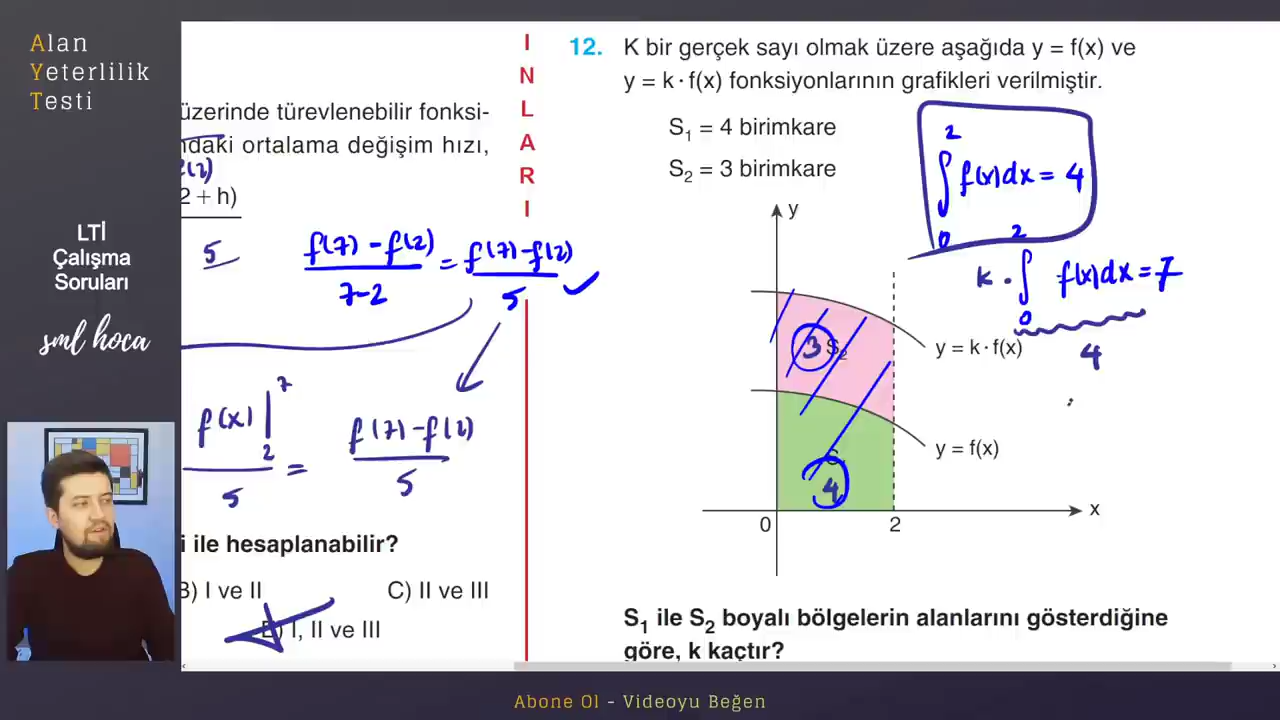 Alan
Yeterlilik
Testi
LTİ
Çalışma
Soruları
sml hoca
üzerinde türevlenebilir fonksi-
ndaki ortalama değişim hızı,
2 + h)
5
f(7) - f(2)
7-2
=
f(7) - f(2)
5
f(x) |
7
2
5
=
f(7) - f(2)
5
i ile hesaplanabilir?
B) I ve II
C) II ve III
E) I, II ve III
I
N
L
A
R
I
12. K bir gerçek sayı olmak üzere aşağıda y = f(x) ve
y = k · f(x) fonksiyonlarının grafikleri verilmiştir.
S1 = 4 birimkare
S2 = 3 birimkare
∫₀² f(x)dx = 4
k · ∫₀² f(x)dx = 7
4
y
3 S2
y = k · f(x)
y = f(x)
4
0
2
x
S1 ile S2 boyalı bölgelerin alanlarını gösterdiğine
göre, k kaçtır?
Abone Ol - Videoyu Beğen